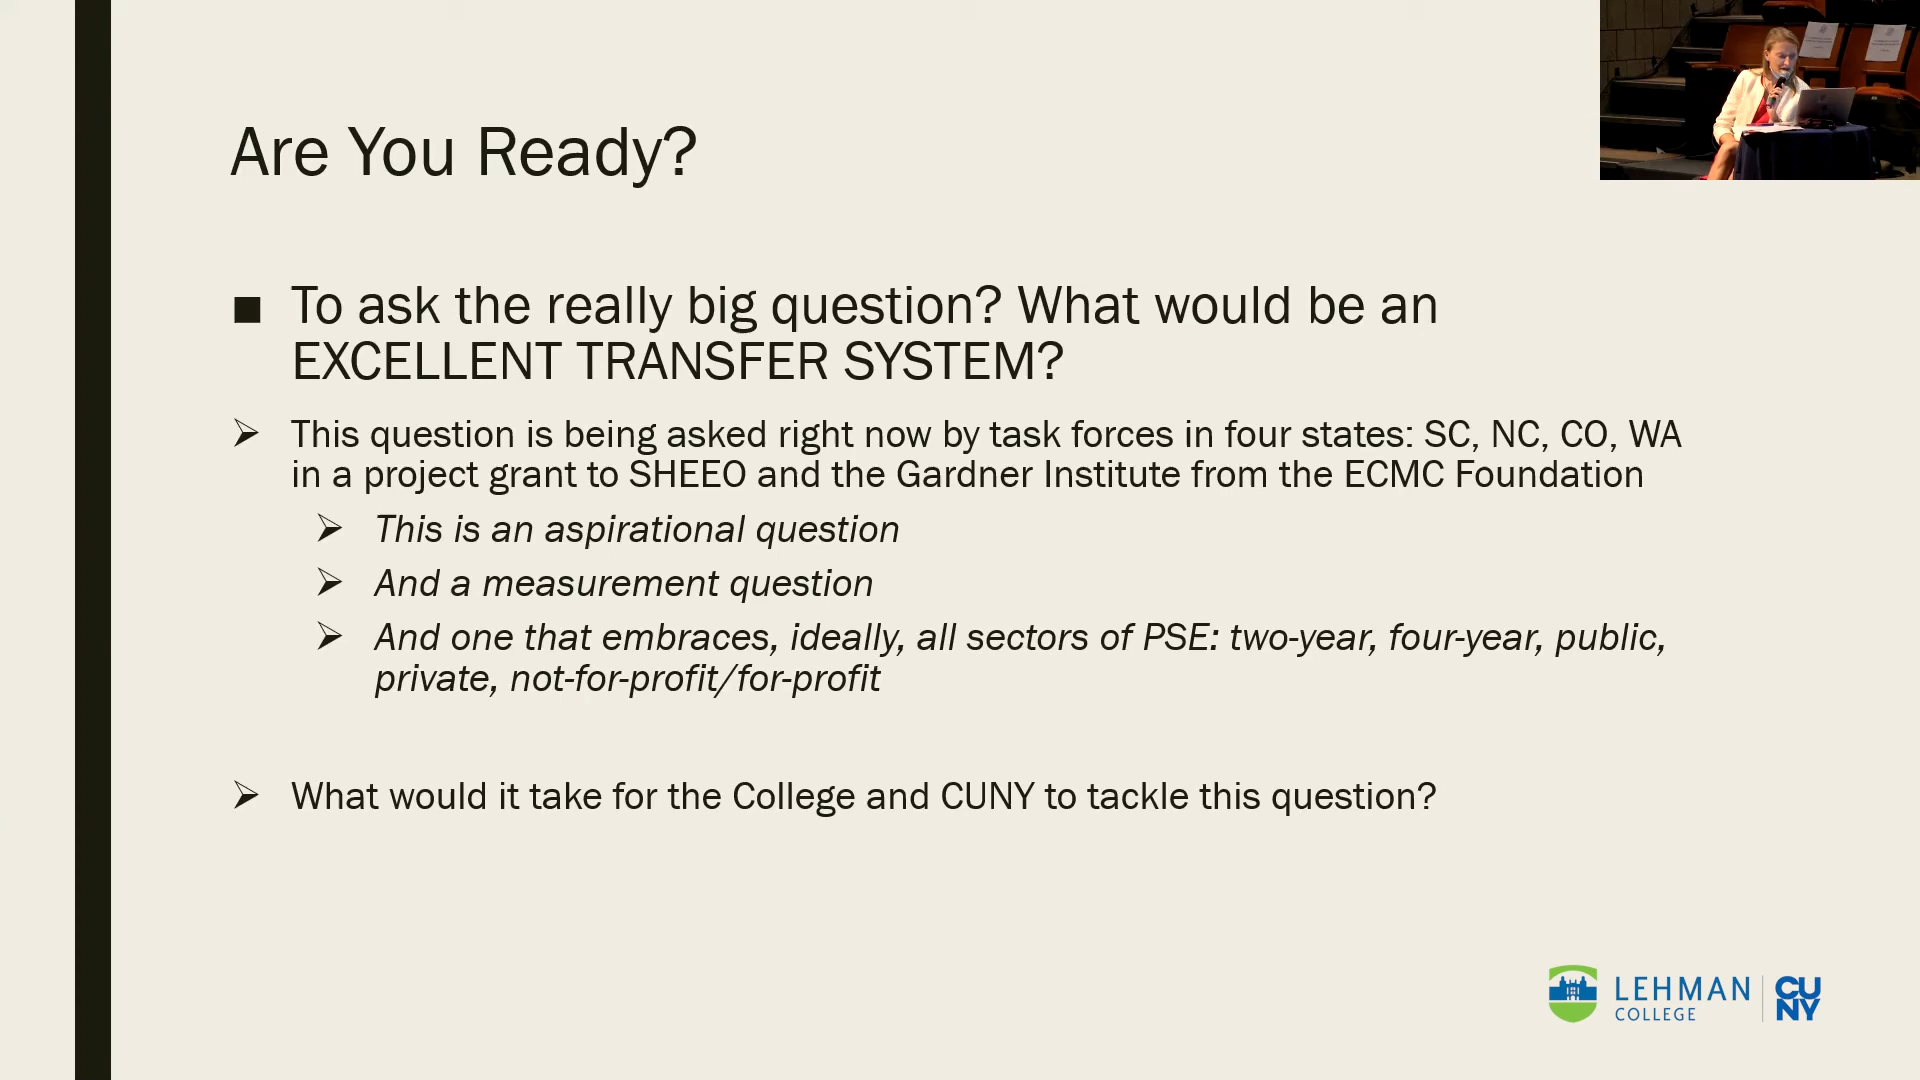 Are You Ready?
■ To ask the really big question? What would be an
EXCELLENT TRANSFER SYSTEM?
➢ This question is being asked right now by task forces in four states: SC, NC, CO, WA
in a project grant to SHEEO and the Gardner Institute from the ECMC Foundation
➢ This is an aspirational question
➢ And a measurement question
➢ And one that embraces, ideally, all sectors of PSE: two-year, four-year, public,
private, not-for-profit/for-profit
➢ What would it take for the College and CUNY to tackle this question?
LEHMAN
COLLEGE
CU
NY